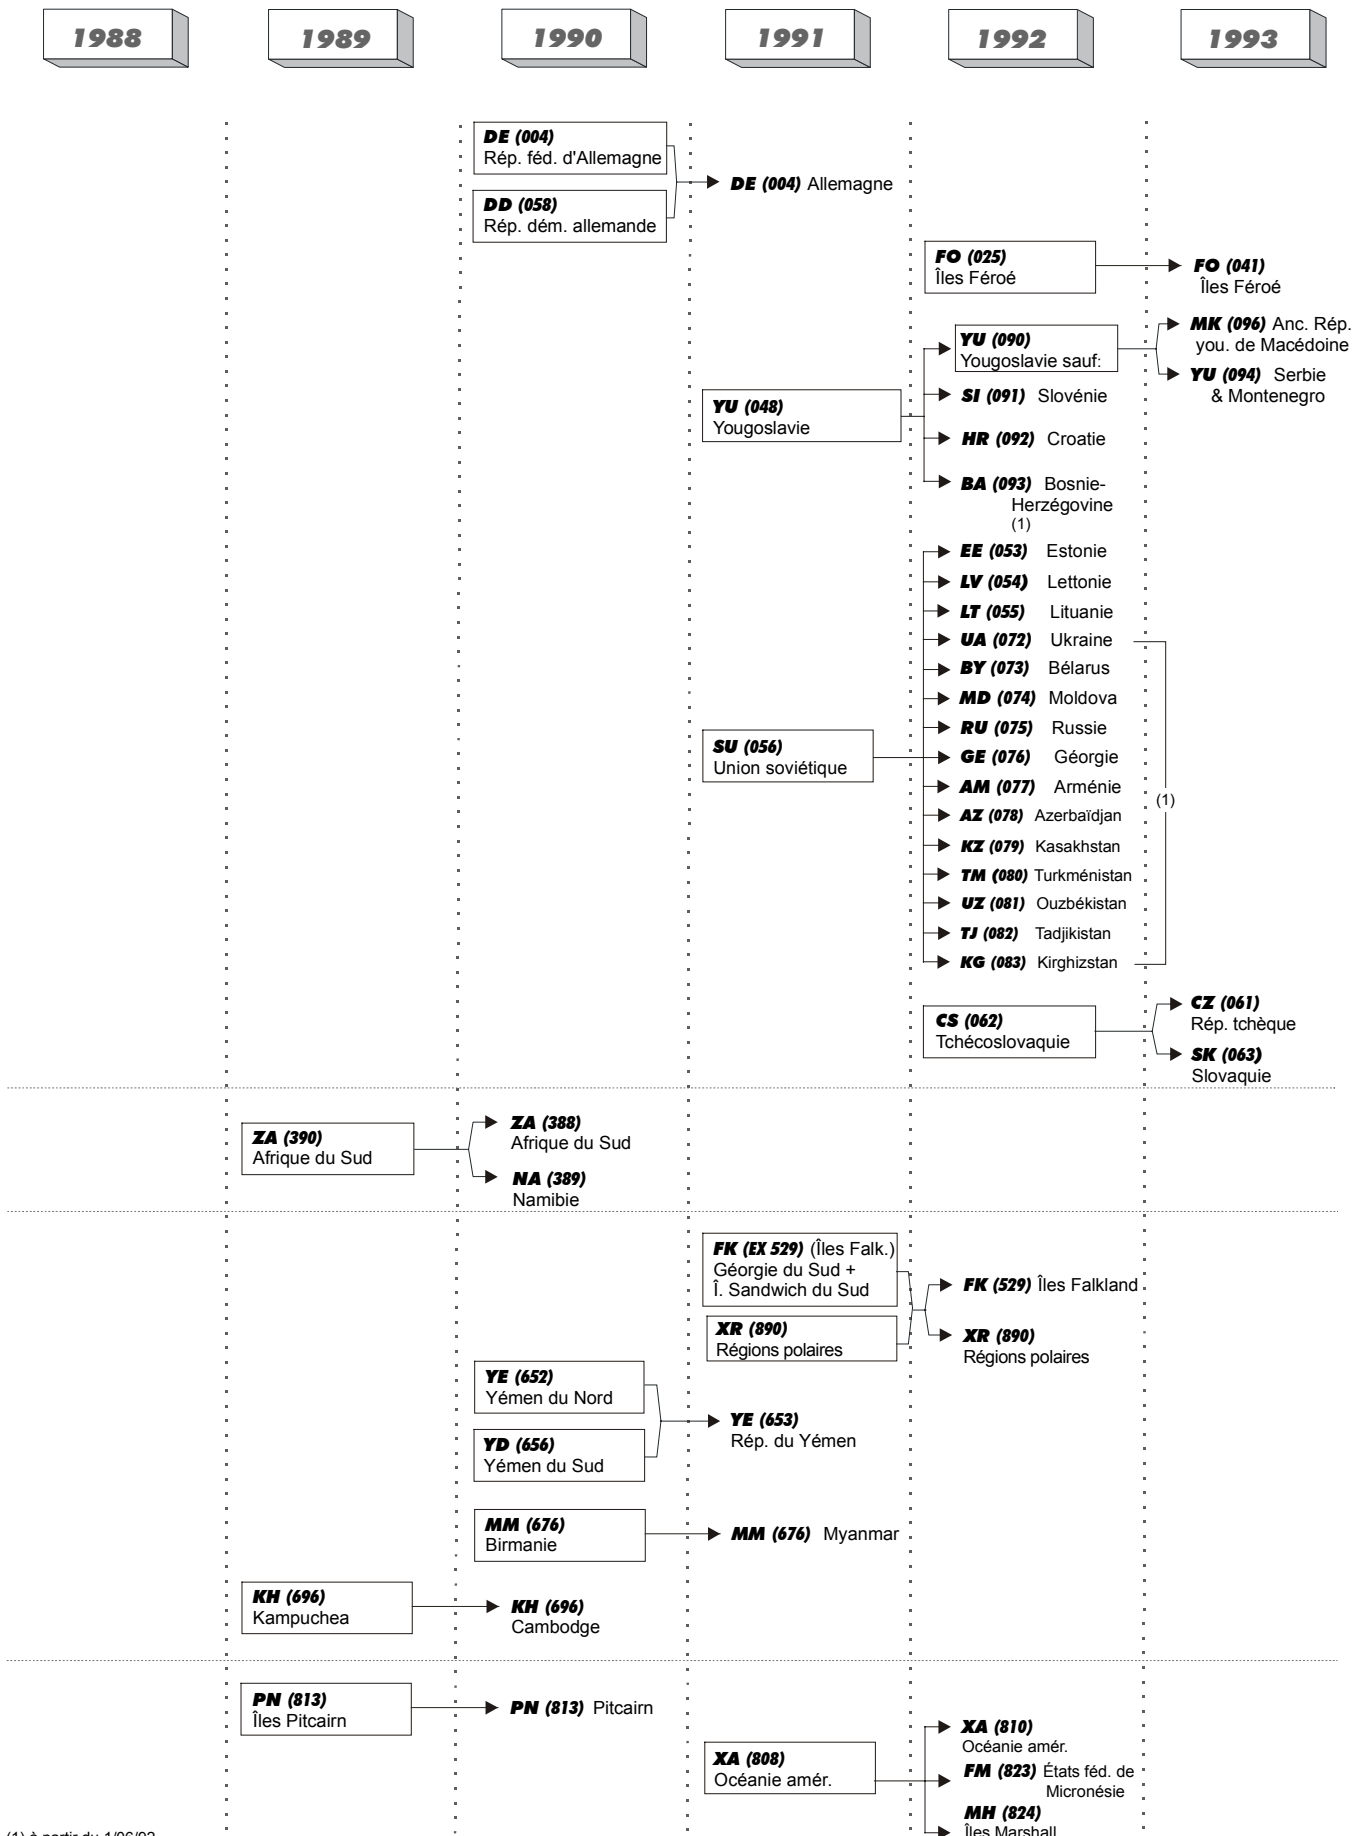 1988
1989
1990
1991
1992
1993
DE (004)
Rép. féd. d'Allemagne
DD (058)
Rép. dém. allemande
DE (004) Allemagne
FO (025)
Îles Féroé
FO (041)
Îles Féroé
YU (048)
Yougoslavie
YU (090)
Yougoslavie sauf:
SI (091) Slovénie
HR (092) Croatie
BA (093) Bosnie-
Herzégovine
(1)
MK (096) Anc. Rép.
you. de Macédoine
YU (094) Serbie
& Montenegro
SU (056)
Union soviétique
EE (053) Estonie
LV (054) Lettonie
LT (055) Lituanie
UA (072) Ukraine
BY (073) Bélarus
MD (074) Moldova
RU (075) Russie
GE (076) Géorgie
AM (077) Arménie
AZ (078) Azerbaïdjan
KZ (079) Kasakhstan
TM (080) Turkménistan
UZ (081) Ouzbékistan
TJ (082) Tadjikistan
KG (083) Kirghizstan
(1)
CS (062)
Tchécoslovaquie
CZ (061)
Rép. tchèque
SK (063)
Slovaquie
ZA (390)
Afrique du Sud
ZA (388)
Afrique du Sud
NA (389)
Namibie
FK (EX 529) (Îles Falk.)
Géorgie du Sud +
Î. Sandwich du Sud
XR (890)
Régions polaires
FK (529) Îles Falkland
XR (890)
Régions polaires
YE (652)
Yémen du Nord
YD (656)
Yémen du Sud
YE (653)
Rép. du Yémen
MM (676)
Birmanie
MM (676) Myanmar
KH (696)
Kampuchea
KH (696)
Cambodge
PN (813)
Îles Pitcairn
PN (813) Pitcairn
XA (808)
Océanie amér.
XA (810)
Océanie amér.
FM (823) États féd. de
Micronésie
MH (824)
Îles Marshall
(1) à partir du 1/06/92